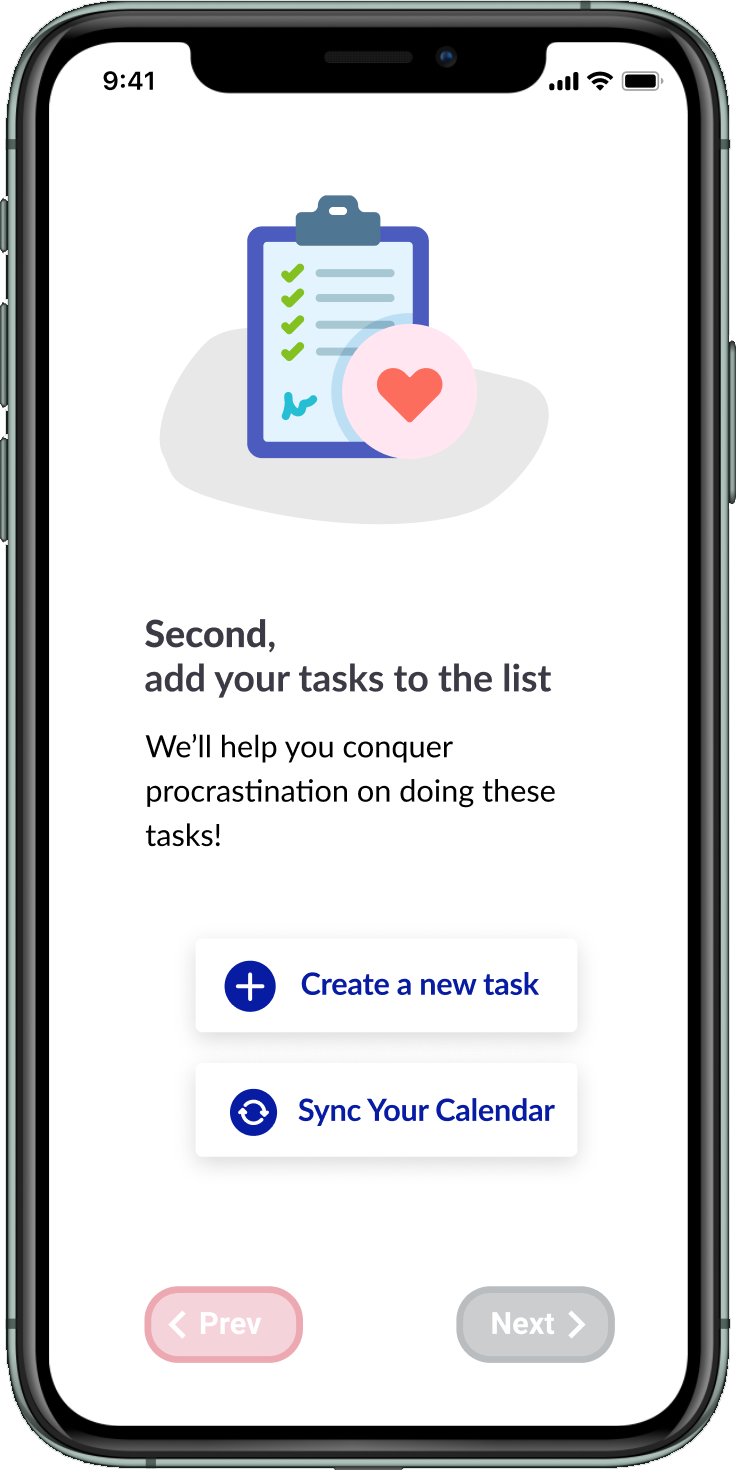 9:41
Second,
add your tasks to the list
We’ll help you conquer
procrastination on doing these
tasks!
Create a new task
Sync Your Calendar
Prev
Next